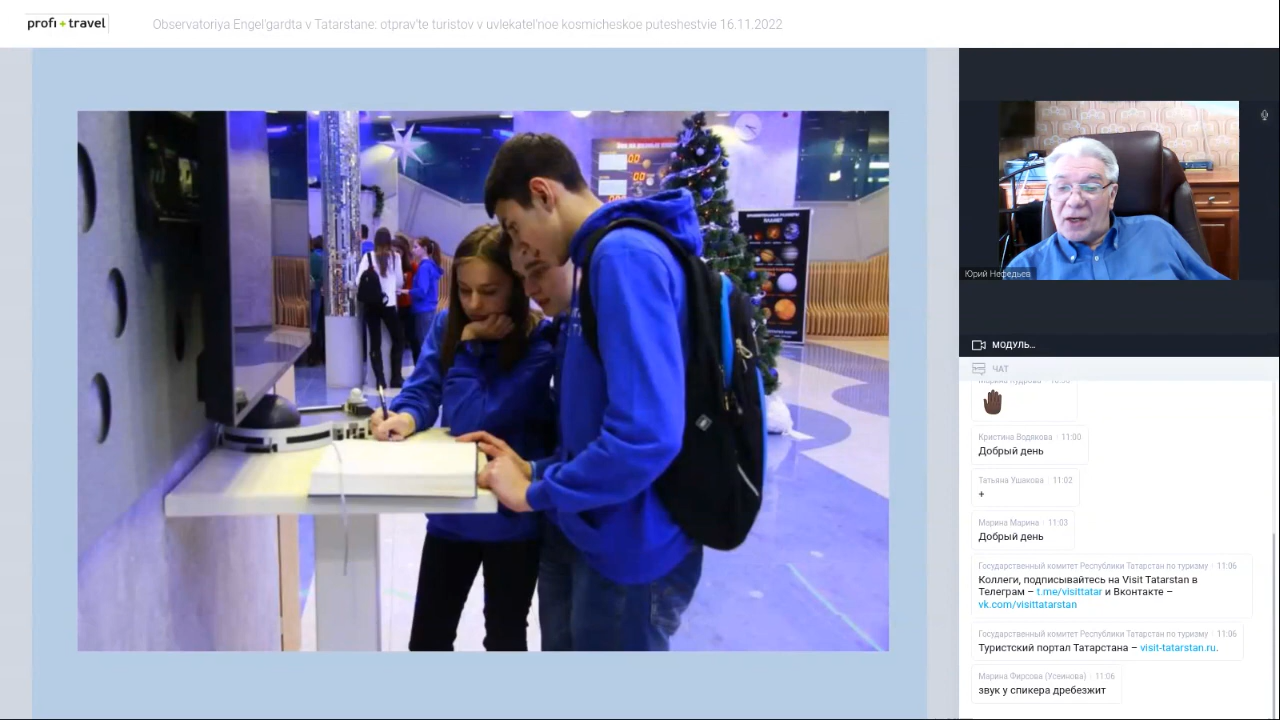 profi travel
Observatoriya Engel'gardta v Tatarstane: otprav'te turistov v uvlekatel'noe kosmicheskoe puteshestvie 16.11.2022
ПЛАНЕТ
00
00
Юрий Нефедьев
МОДУЛЬ...
ЧАТ
Кристина Водякова 11:00
Добрый день
Татьяна Ушакова 11:02
+
Марина Марина 11:03
Добрый день
Государственный комитет Республики Татарстан по туризму 11:06
Коллеги, подписывайтесь на Visit Tatarstan в
Телеграм – t.me/visittatar и Вконтакте –
vk.com/visittatarstan
Государственный комитет Республики Татарстан по туризму 11:06
Туристский портал Татарстана – visit-tatarstan.ru.
Марина Фирсова (Усеинова) 11:06
звук у спикера дребезжит